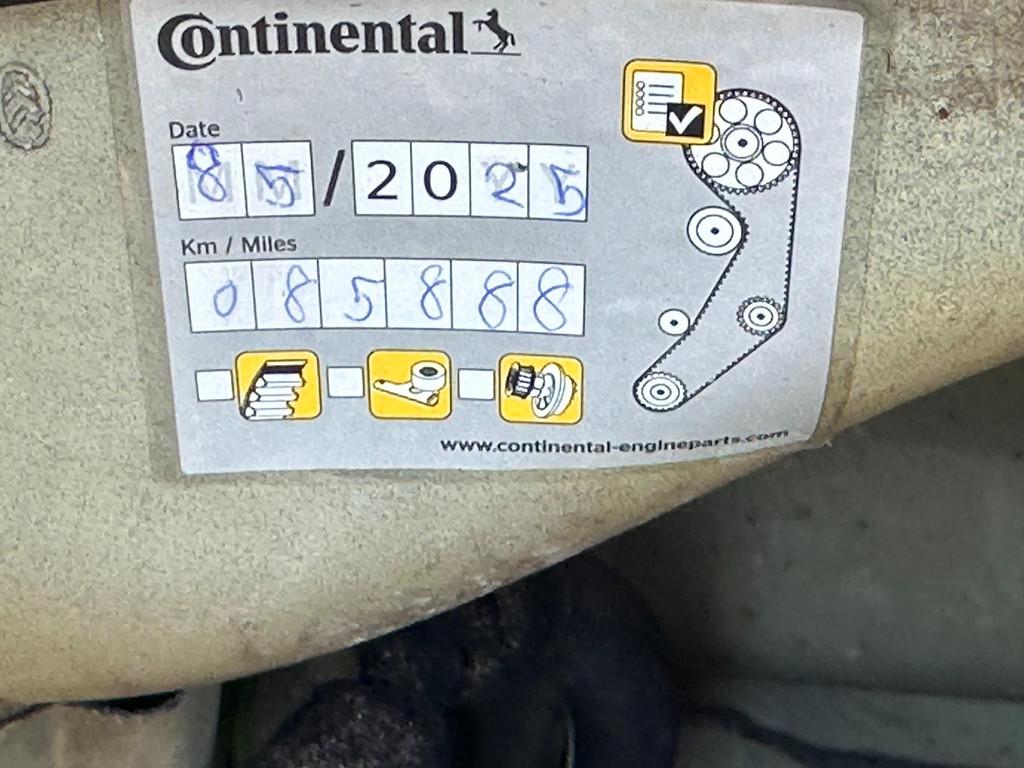 Continental
Date
85/2025
Km / Miles
085888
www.continental-engineparts.com